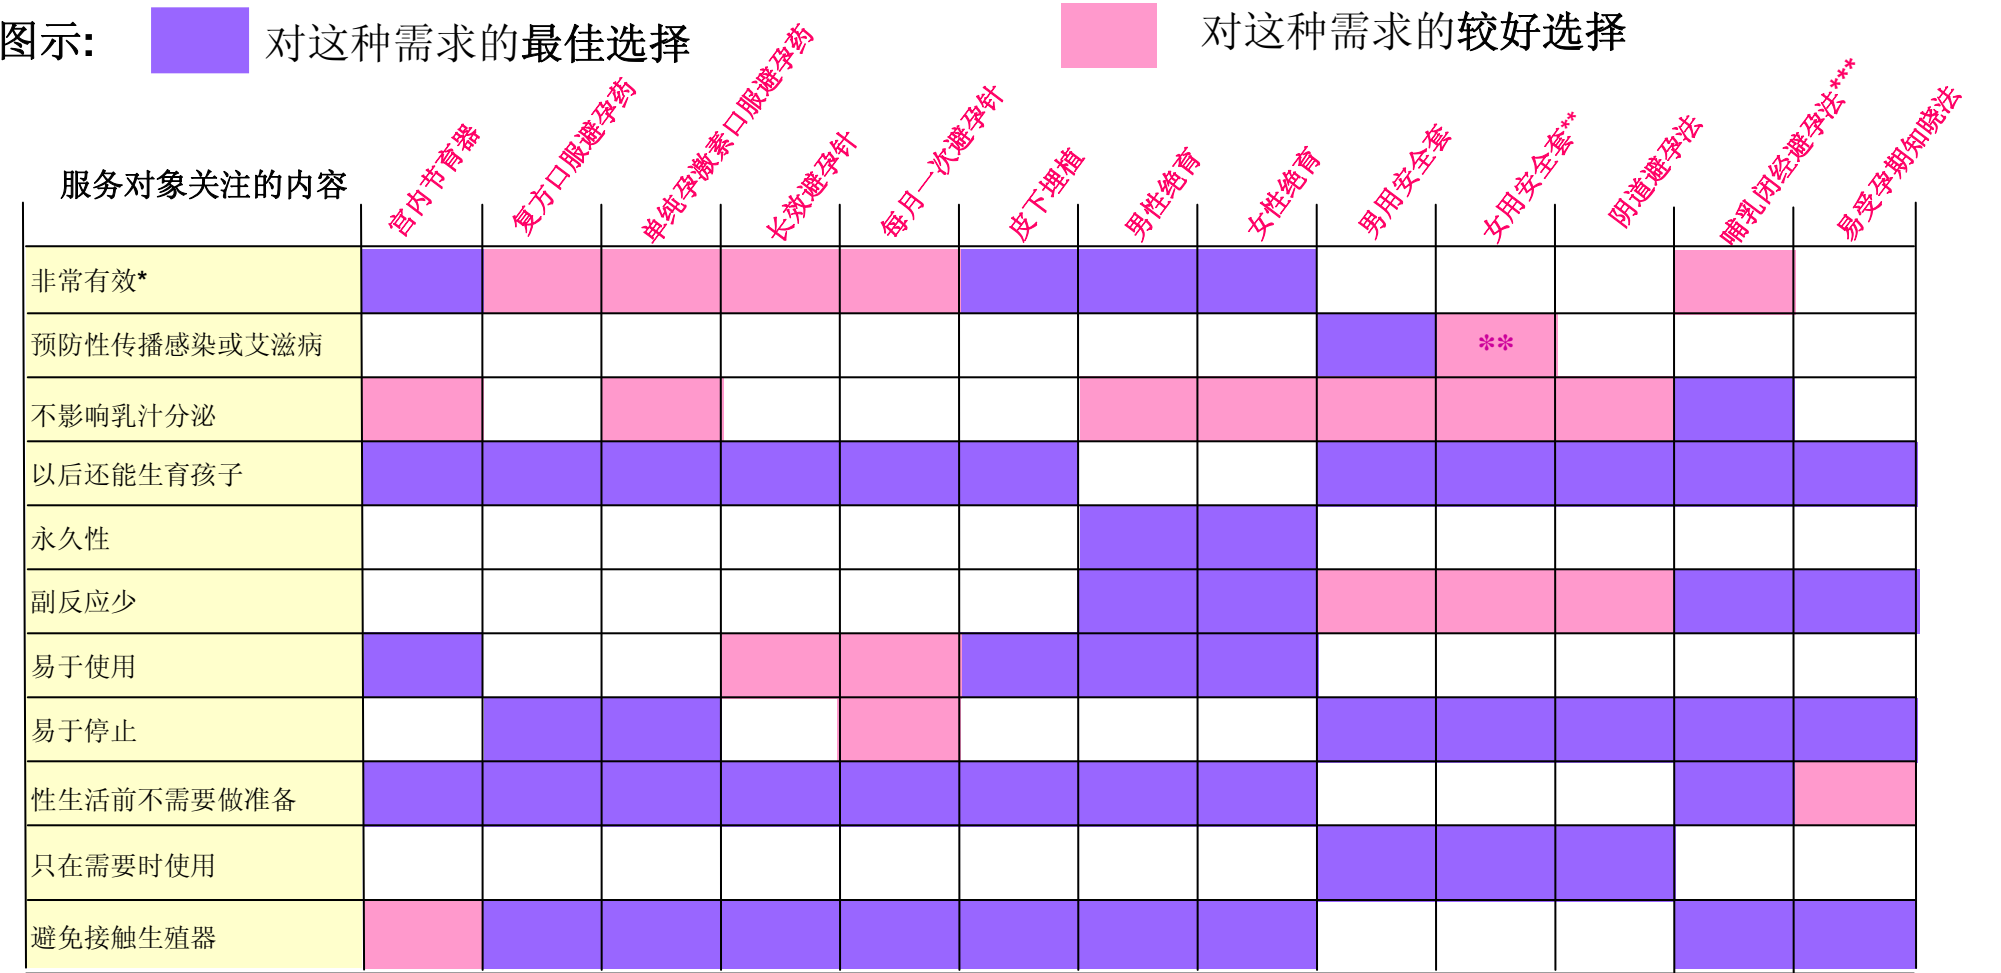 图示:
对这种需求的最佳选择
对这种需求的较好选择
服务对象关注的内容
宫内节育器
复方口服避孕药
单纯孕激素口服避孕药
长效避孕针
每月一次避孕针
皮下埋植
男性绝育
女性绝育
男用安全套
女用安全套**
阴道避孕法
哺乳闭经避孕法***
易受孕期知晓法
非常有效*
预防性传播感染或艾滋病
**
不影响乳汁分泌
以后还能生育孩子
永久性
副反应少
易于使用
易于停止
性生活前不需要做准备
只在需要时使用
避免接触生殖器